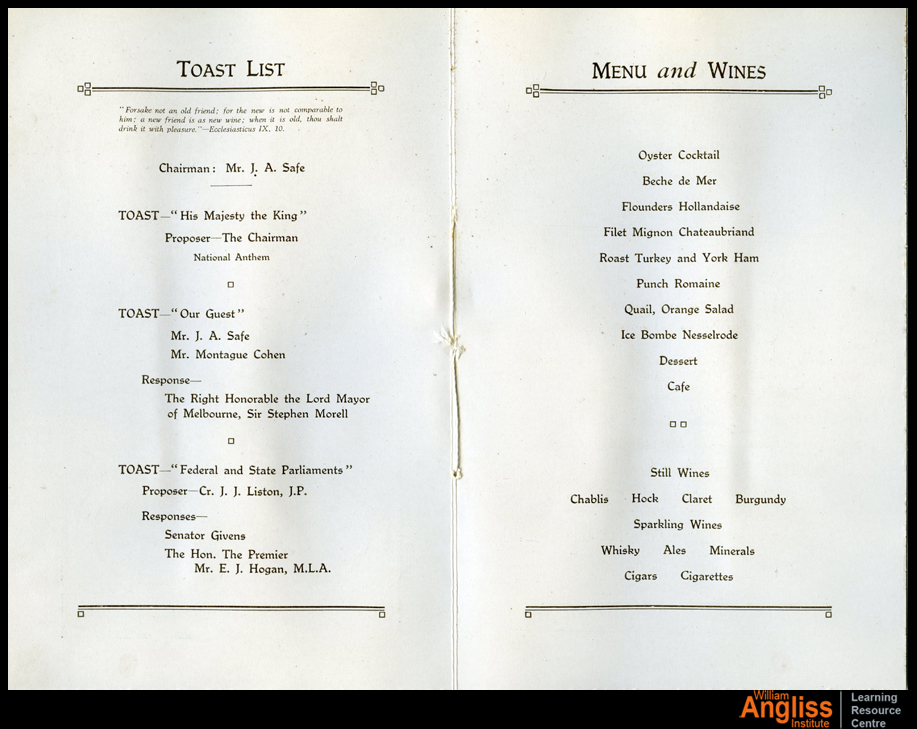 TOAST LIST
"Forsake not an old friend; for the new is not comparable to
him; a new friend is as new wine; when it is old, thou shalt
drink it with pleasure."—Ecclesiasticus IX. 10.
Chairman: Mr. J. A. Safe
TOAST—"His Majesty the King"
Proposer—The Chairman
National Anthem
TOAST—"Our Guest"
Mr. J. A. Safe
Mr. Montague Cohen
Response—
The Right Honorable the Lord Mayor
of Melbourne, Sir Stephen Morell
TOAST—"Federal and State Parliaments"
Proposer—Cr. J. J. Liston, J.P.
Responses—
Senator Givens
The Hon. The Premier
Mr. E. J. Hogan, M.L.A.
MENU and WINES
Oyster Cocktail
Beche de Mer
Flounders Hollandaise
Filet Mignon Chateaubriand
Roast Turkey and York Ham
Punch Romaine
Quail, Orange Salad
Ice Bombe Nesselrode
Dessert
Cafe
Still Wines
Chablis Hock Claret Burgundy
Sparkling Wines
Whisky Ales Minerals
Cigars Cigarettes
William
Angliss
Institute
Learning
Resource
Centre